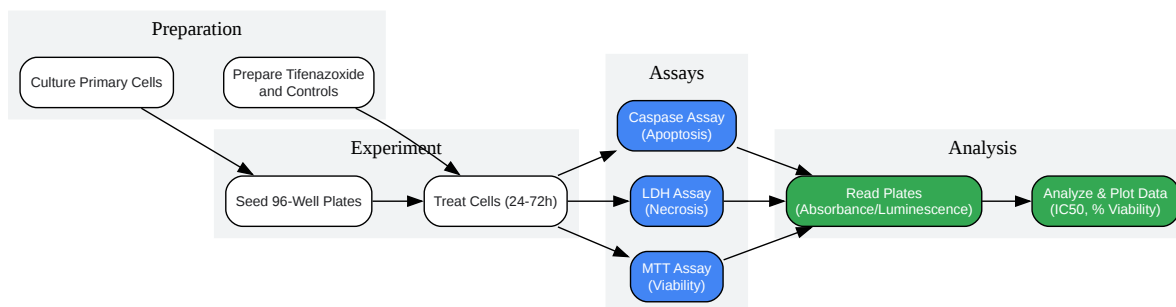 Preparation
Culture Primary Cells
Prepare Tifenazoxide
and Controls
Experiment
Seed 96-Well Plates
Treat Cells (24-72h)
Assays
Caspase Assay
(Apoptosis)
LDH Assay
(Necrosis)
MTT Assay
(Viability)
Analysis
Read Plates
(Absorbance/Luminescence)
Analyze & Plot Data
(IC50, % Viability)